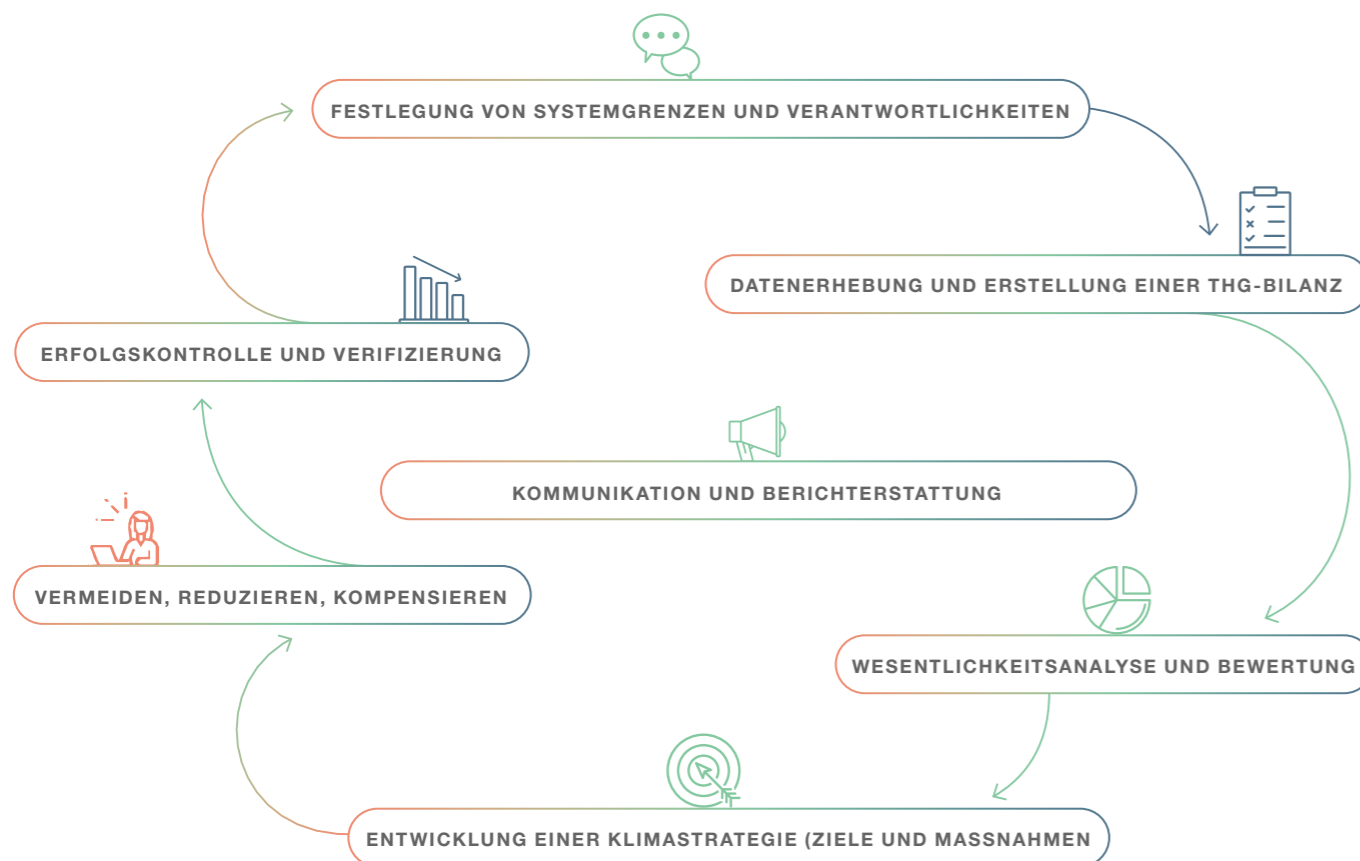 FESTLEGUNG VON SYSTEMGRENZEN UND VERANTWORTLICHKEITEN
DATENERHEBUNG UND ERSTELLUNG EINER THG-BILANZ
ERFOLGSKONTROLLE UND VERIFIZIERUNG
KOMMUNIKATION UND BERICHTERSTATTUNG
VERMEIDEN, REDUZIEREN, KOMPENSIEREN
WESENTLICHKEITSANALYSE UND BEWERTUNG
ENTWICKLUNG EINER KLIMASTRATEGIE (ZIELE UND MASSNAHMEN